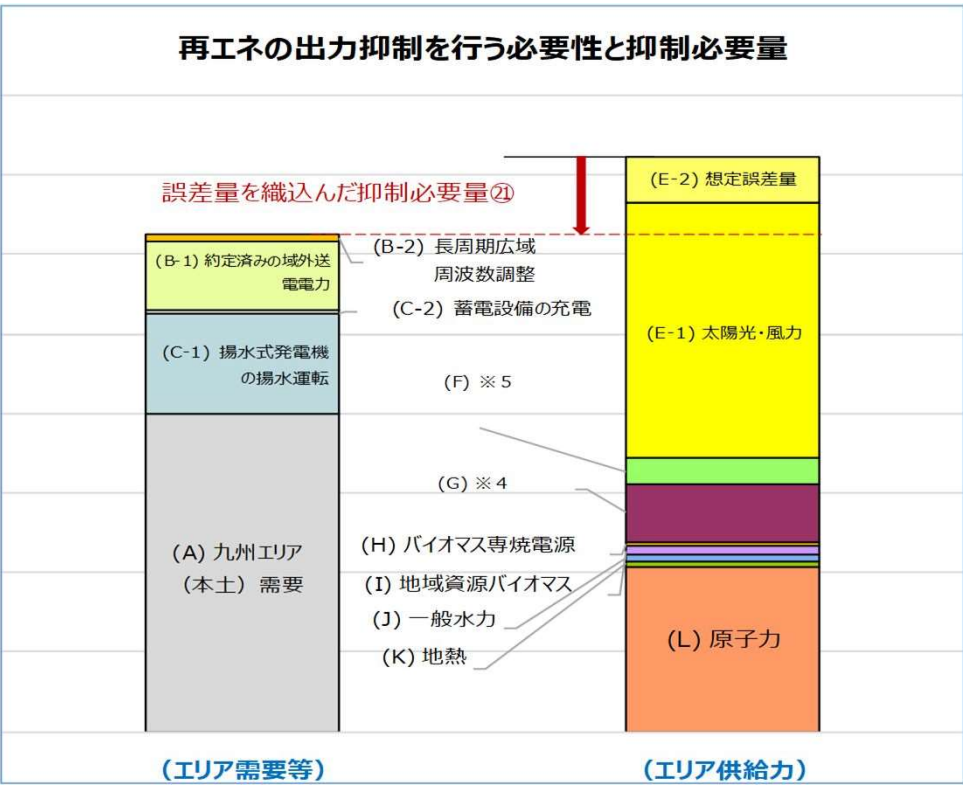 再エネの出力抑制を行う必要性と抑制必要量
誤差量を織込んだ抑制必要量㉑
(B-1) 約定済みの域外送
電電力
(C-1) 揚水式発電機
の揚水運転
(A) 九州エリア
（本土）需要
(B-2) 長周期広域
周波数調整
(C-2) 蓄電設備の充電
(F) ※５
(G) ※４
(H) バイオマス専焼電源
(I) 地域資源バイオマス
(J) 一般水力
(K) 地熱
(E-2) 想定誤差量
(E-1) 太陽光・風力
(L) 原子力
（エリア需要等）
（エリア供給力）